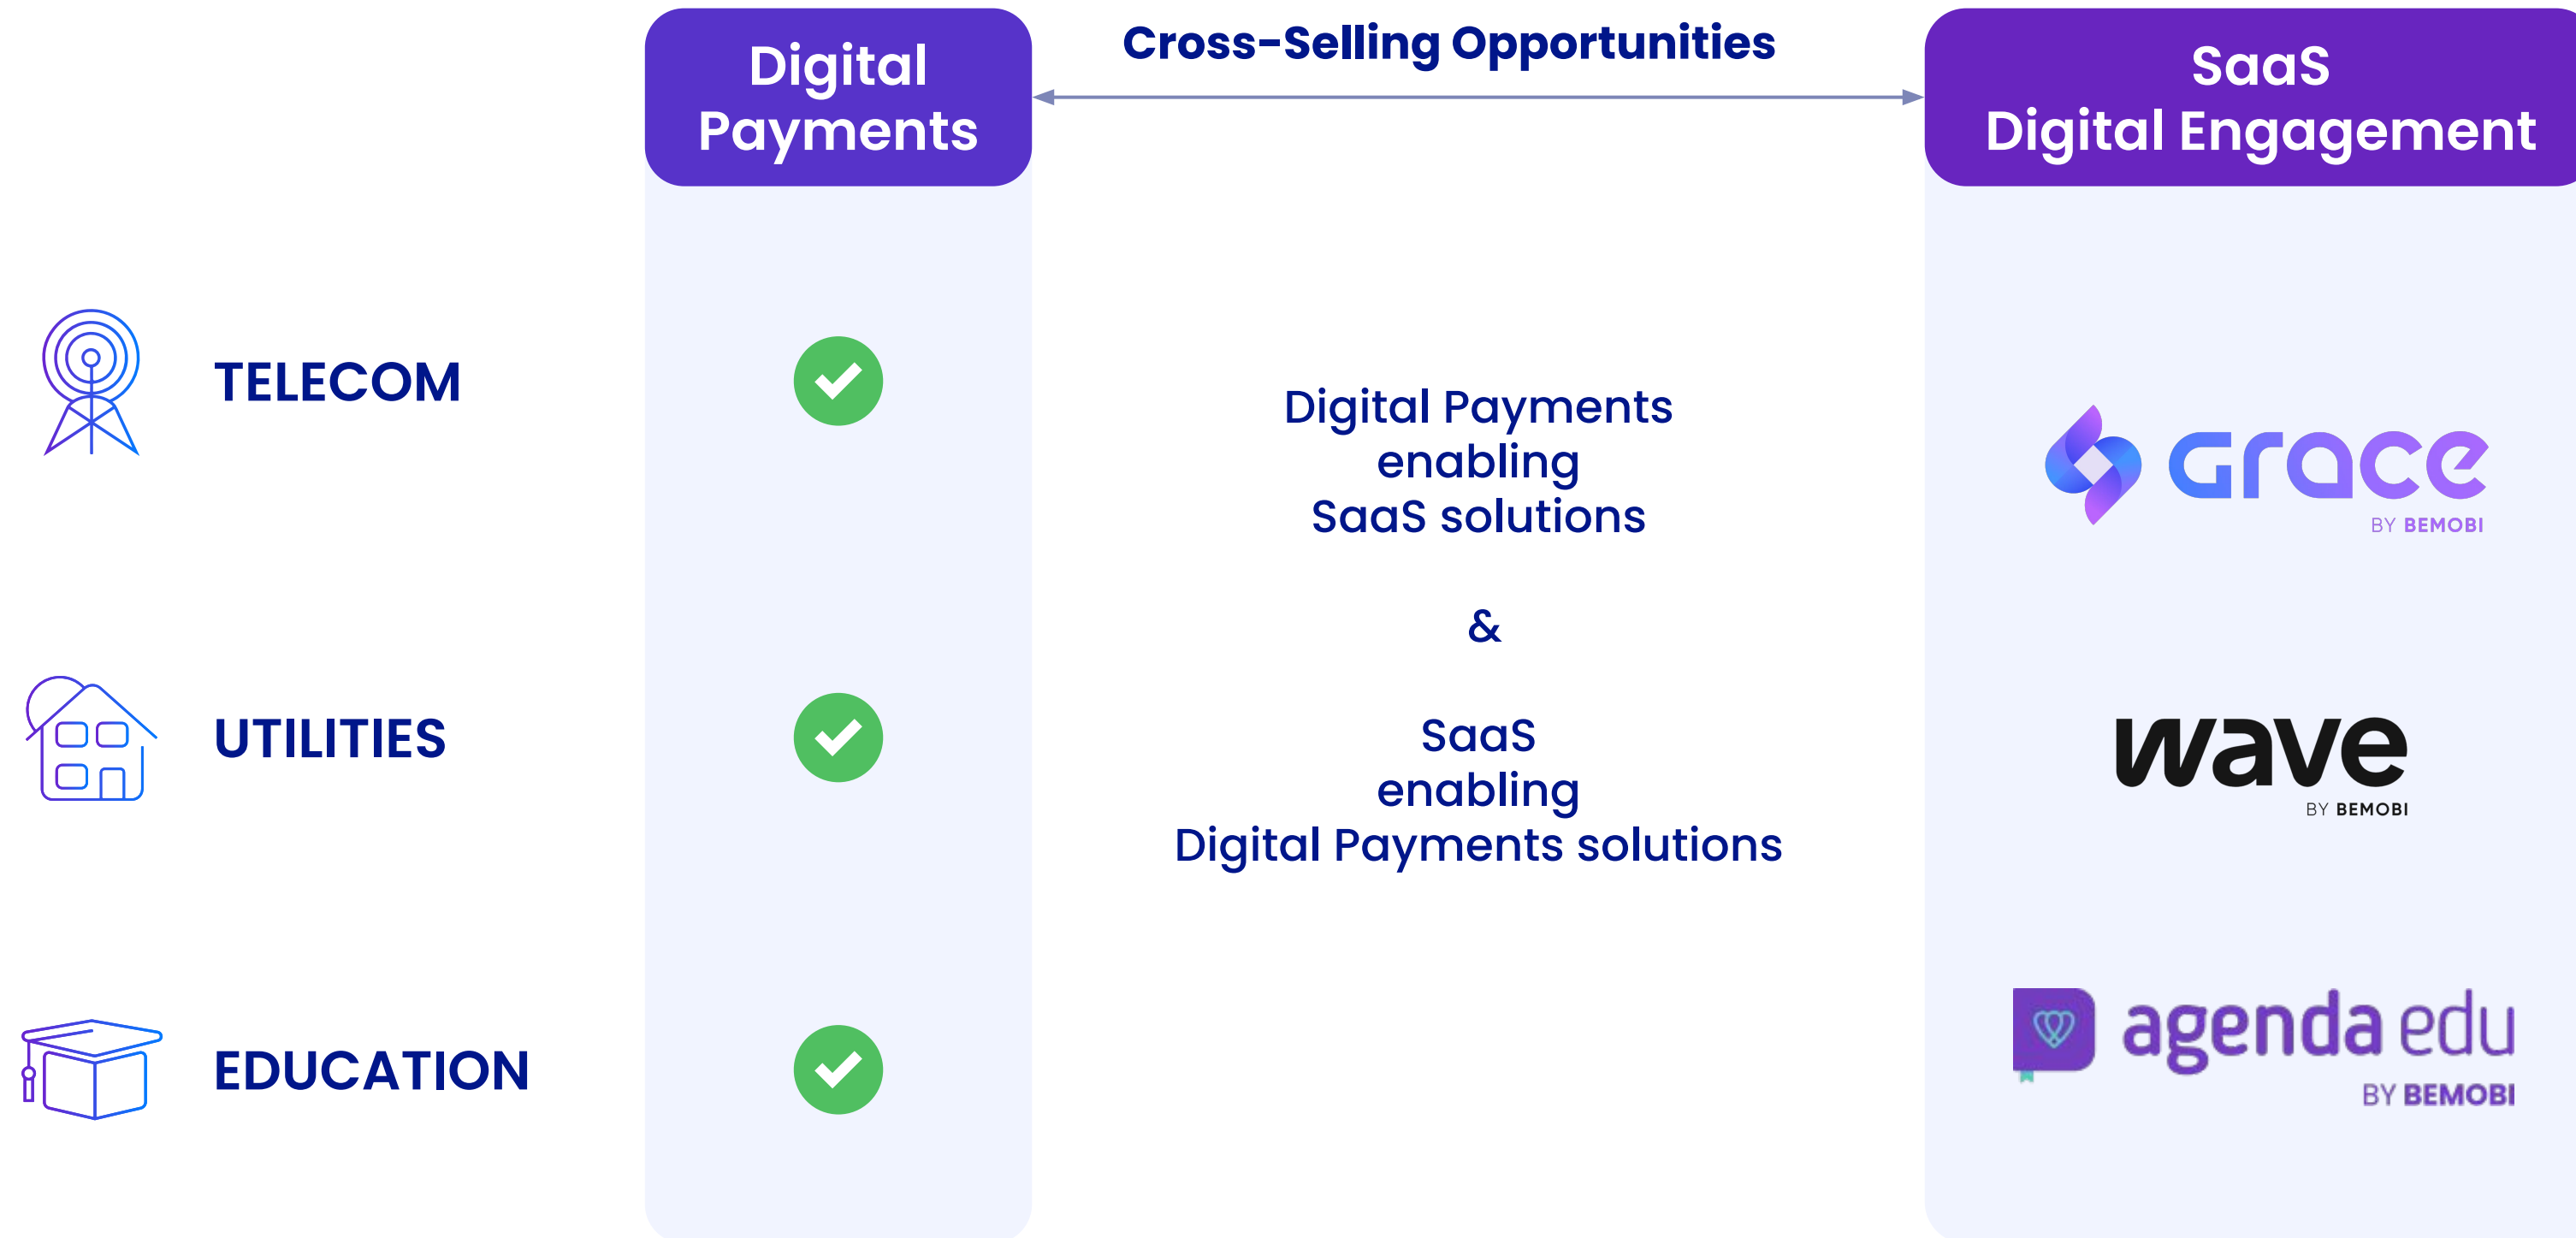 Digital
Payments
Cross-Selling Opportunities
SaaS
Digital Engagement
TELECOM
Digital Payments
enabling
SaaS solutions
&
SaaS
enabling
Digital Payments solutions
Grace
BY BEMOBI
UTILITIES
wave
BY BEMOBI
EDUCATION
agenda edu
BY BEMOBI